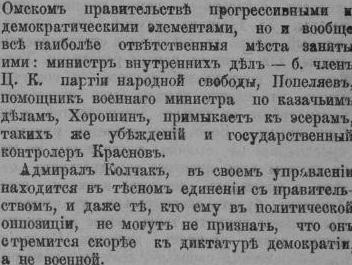 Омскомъ правительствѣ прогрессивными и
демократическими элементами, но и вообще
всѣ наиболѣе отвѣтственныя мѣста заняты
ими: министръ внутреннихъ дѣлъ — б. членъ
Ц. К. партіи народной свободы, Попеляевъ,
помощникъ военнаго министра по казачьимъ
дѣламъ, Хорошинъ, примыкаетъ къ эсерамъ,
такихъ же убѣжденій и государственный
контролеръ Красновъ.
Адмиралъ Колчакъ, въ своемъ управленіи
находится въ тѣсномъ единеніи съ правитель-
ствомъ, и даже тѣ, кто ему въ политической
оппозиціи, не могутъ не признать, что онъ
стремится скорѣе къ диктатурѣ демократіи,
а не военной.